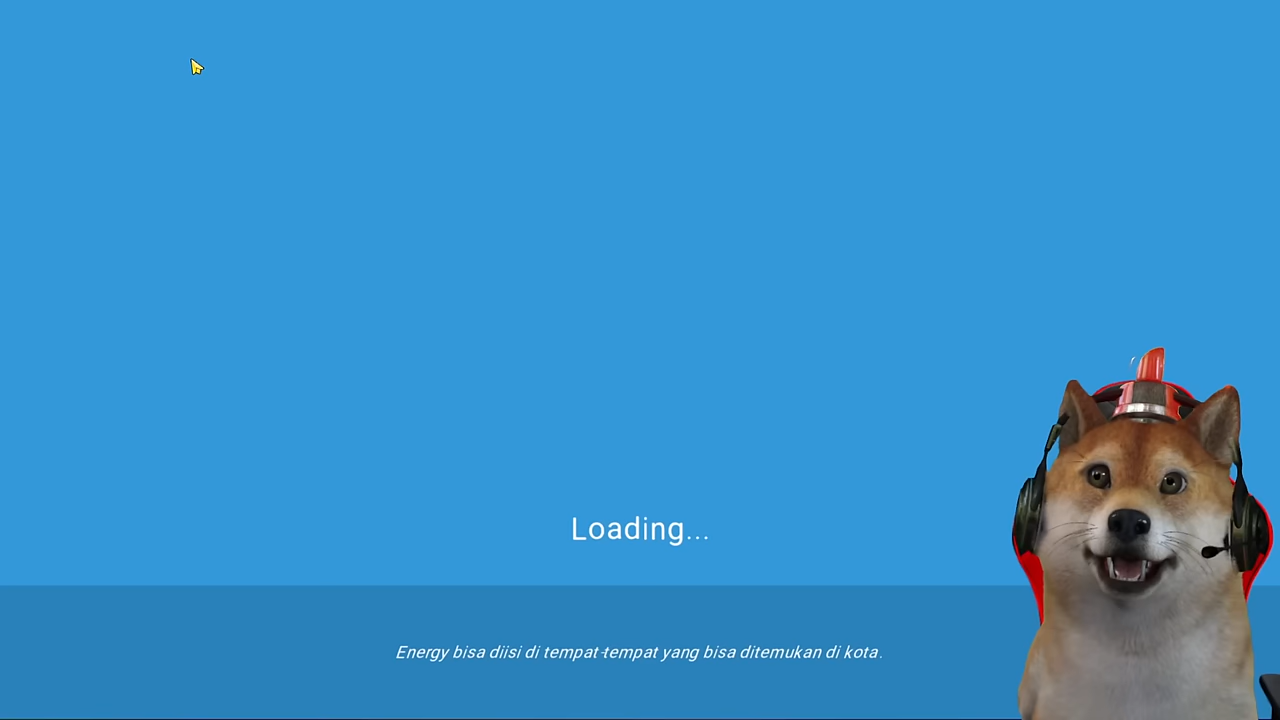 Loading...
Energy bisa diisi di tempat-tempat yang bisa ditemukan di kota.